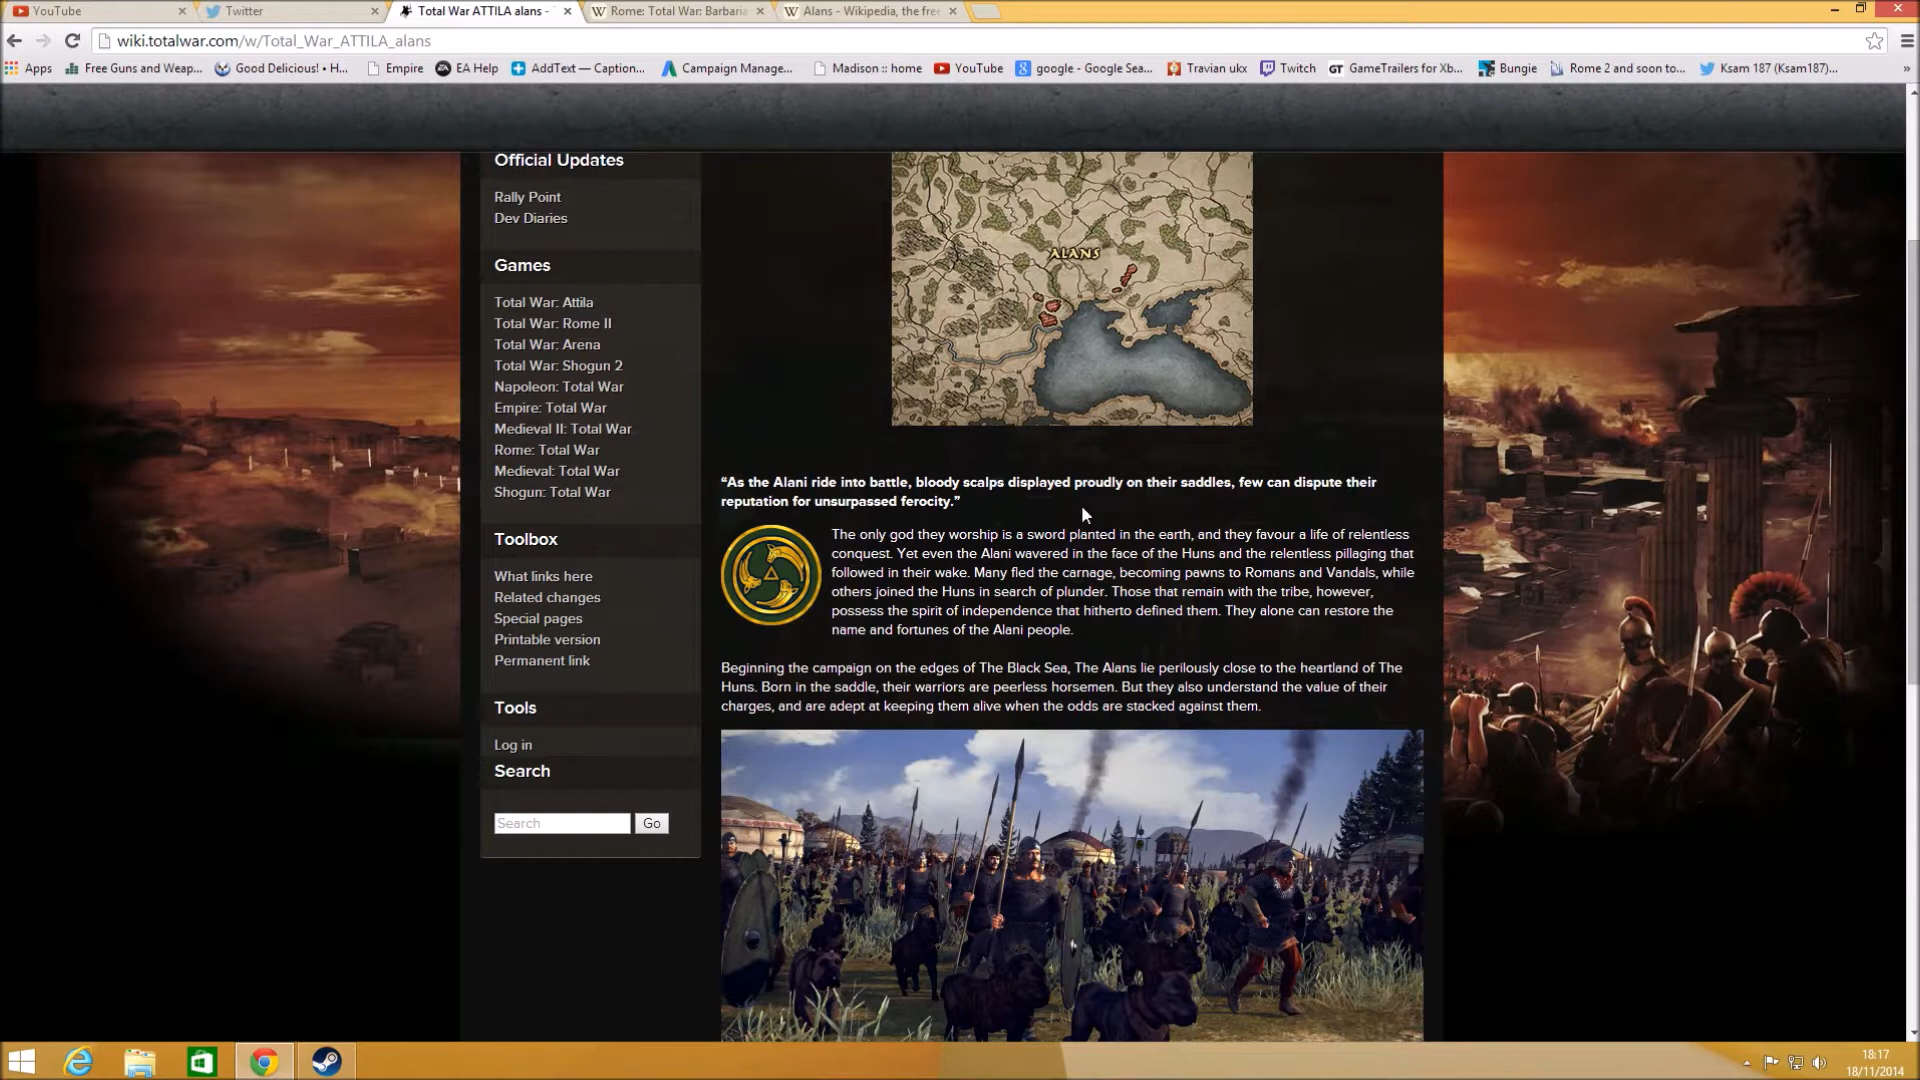 YouTube
Twitter
Total War ATTILA alans -
Rome: Total War: Barbaria
Alans - Wikipedia, the free
wiki.totalwar.com/w/Total_War_ATTILA_alans
Apps
Free Guns and Weap...
Good Delicious! • H...
Empire
EA Help
AddText — Caption...
Campaign Manage...
Madison :: home
YouTube
google - Google Sea...
Travian ukx
Twitch
GT GameTrailers for Xb...
Bungie
Rome 2 and soon to...
Ksam 187 (Ksam187)...
»
Official Updates
Rally Point
Dev Diaries
Games
Total War: Attila
Total War: Rome II
Total War: Arena
Total War: Shogun 2
Napoleon: Total War
Empire: Total War
Medieval II: Total War
Rome: Total War
Medieval: Total War
Shogun: Total War
Toolbox
What links here
Related changes
Special pages
Printable version
Permanent link
Tools
Log in
Search
Search
Go
ALANS
“As the Alani ride into battle, bloody scalps displayed proudly on their saddles, few can dispute their
reputation for unsurpassed ferocity.”
The only god they worship is a sword planted in the earth, and they favour a life of relentless
conquest. Yet even the Alani wavered in the face of the Huns and the relentless pillaging that
followed in their wake. Many fled the carnage, becoming pawns to Romans and Vandals, while
others joined the Huns in search of plunder. Those that remain with the tribe, however,
possess the spirit of independence that hitherto defined them. They alone can restore the
name and fortunes of the Alani people.
Beginning the campaign on the edges of The Black Sea, The Alans lie perilously close to the heartland of The
Huns. Born in the saddle, their warriors are peerless horsemen. But they also understand the value of their
charges, and are adept at keeping them alive when the odds are stacked against them.
18:17
18/11/2014